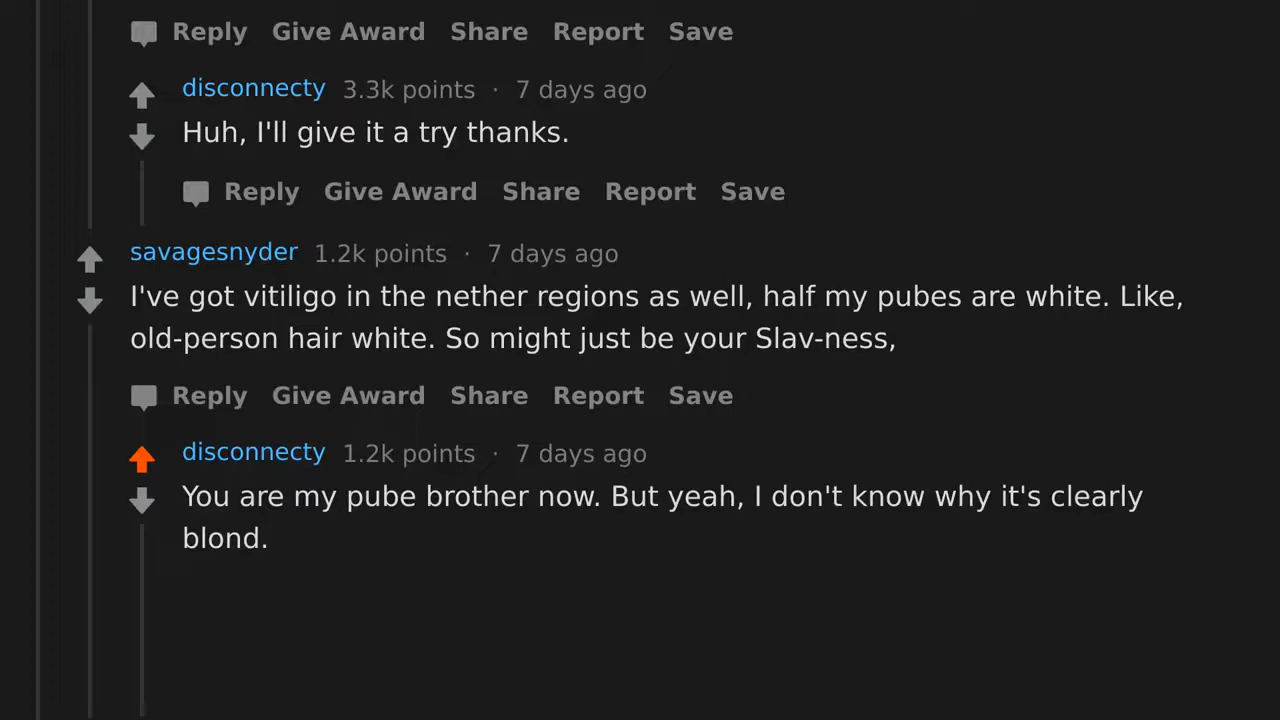 Reply Give Award Share Report Save
disconnecty 3.3k points · 7 days ago
Huh, I'll give it a try thanks.
Reply Give Award Share Report Save
savagesnyder 1.2k points · 7 days ago
I've got vitiligo in the nether regions as well, half my pubes are white. Like,
old-person hair white. So might just be your Slav-ness,
Reply Give Award Share Report Save
disconnecty 1.2k points · 7 days ago
You are my pube brother now. But yeah, I don't know why it's clearly
blond.